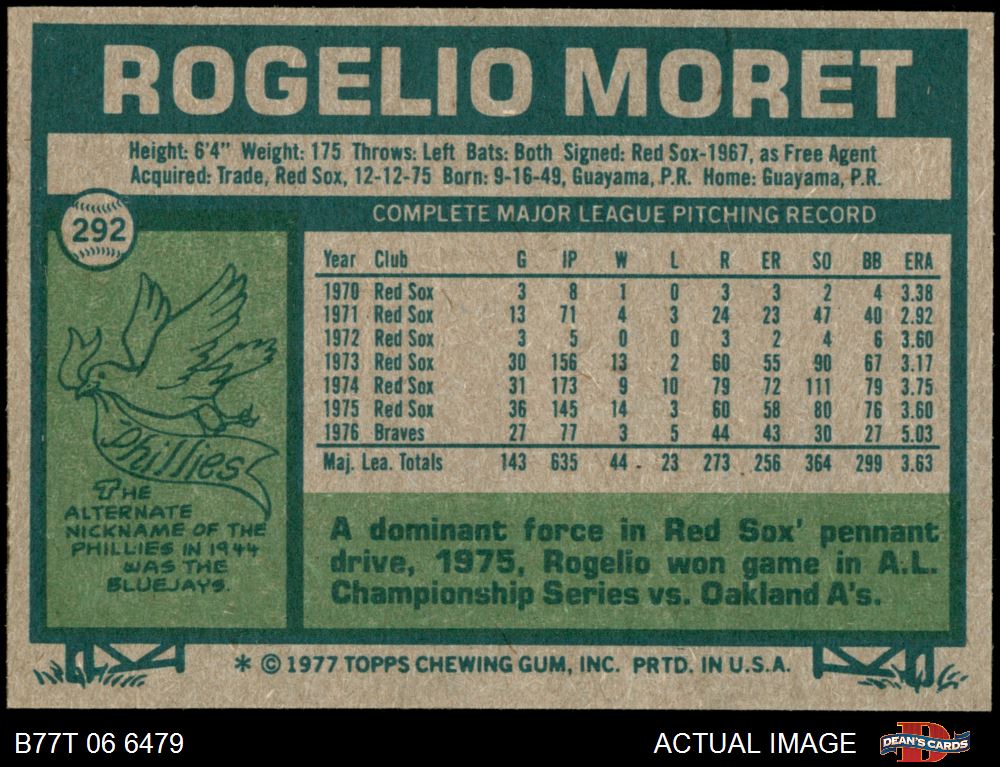 ROGELIO MORET
Height: 6'4" Weight: 175 Throws: Left Bats: Both Signed: Red Sox-1967, as Free Agent
Acquired: Trade, Red Sox, 12-12-75 Born: 9-16-49, Guayama, P.R. Home: Guayama, P.R.
292
COMPLETE MAJOR LEAGUE PITCHING RECORD
Year Club G IP W L R ER SO BB ERA
1970 Red Sox 3 8 1 0 3 3 2 4 3.38
1971 Red Sox 13 71 4 3 24 23 47 40 2.92
1972 Red Sox 3 5 0 0 3 2 4 6 3.60
1973 Red Sox 30 156 13 2 60 55 90 67 3.17
1974 Red Sox 31 173 9 10 79 72 111 79 3.75
1975 Red Sox 36 145 14 3 60 58 80 76 3.60
1976 Braves 27 77 3 5 44 43 30 27 5.03
Maj. Lea. Totals 143 635 44 23 273 256 364 299 3.63
Phillies
THE
ALTERNATE
NICKNAME OF THE
PHILLIES IN 1944
WAS THE
BLUEJAYS.
A dominant force in Red Sox' pennant
drive, 1975, Rogelio won game in A.L.
Championship Series vs. Oakland A's.
* © 1977 TOPPS CHEWING GUM, INC. PRTD. IN U.S.A.
B77T 06 6479
ACTUAL IMAGE
D
DEAN'S CARDS